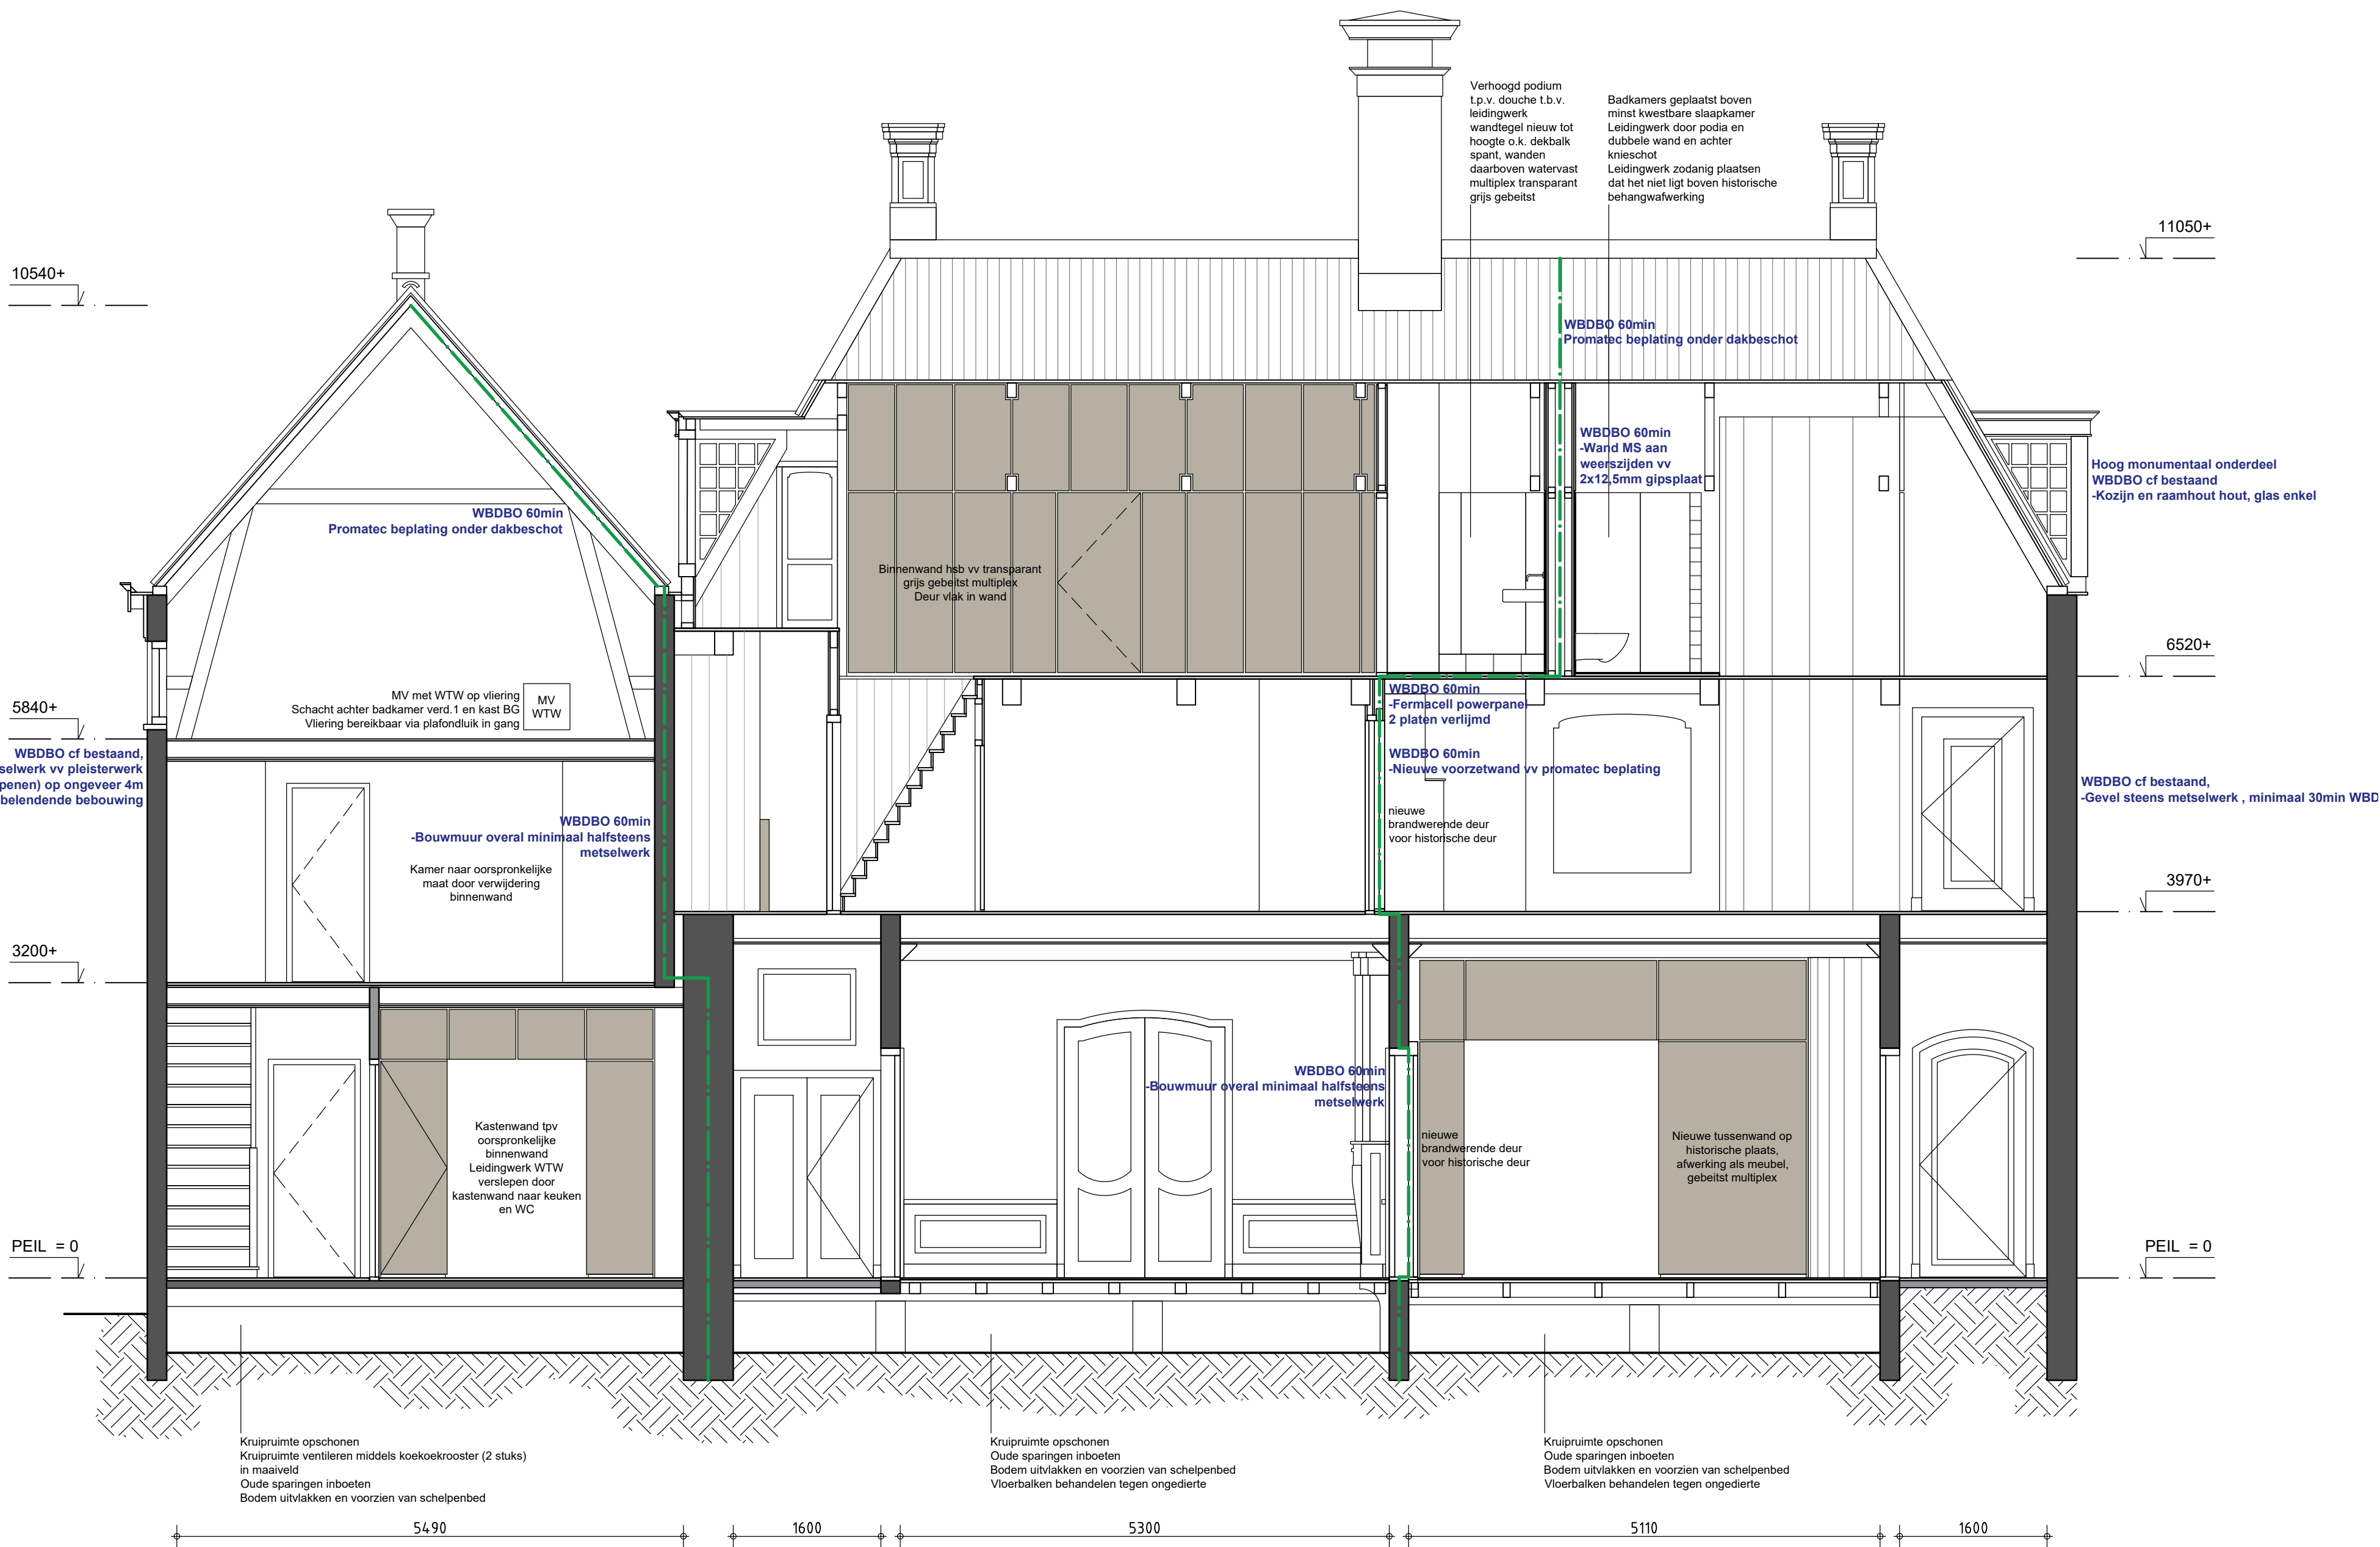 Verhoogd podium
t.p.v. douche t.b.v.
leidingwerk
wandtegel nieuw tot
hoogte o.k. dekbalk
spant, wanden
daarboven watervast
multiplex transparant
grijs gebeitst
Badkamers geplaatst boven
minst kwestbare slaapkamer
Leidingwerk door podia en
dubbele wand en achter
knieschot
Leidingwerk zodanig plaatsen
dat het niet ligt boven historische
behangwafwerking
11050+
10540+
WBDBO 60min
Promatec beplating onder dakbeschot
WBDBO 60min
-Wand MS aan
weerszijden vv
2x12,5mm gipsplaat
Hoog monumentaal onderdeel
WBDBO cf bestaand
-Kozijn en raamhout hout, glas enkel
WBDBO 60min
Promatec beplating onder dakbeschot
Binnenwand hsb vv transparant
grijs gebeitst multiplex
Deur vlak in wand
6520+
MV met WTW op vliering
Schacht achter badkamer verd.1 en kast BG
Vliering bereikbaar via plafondluik in gang
MV
WTW
5840+
WBDBO 60min
-Fermacell powerpanel
2 platen verlijmd
WBDBO 60min
-Nieuwe voorzetwand vv promatec beplating
nieuwe
brandwerende deur
voor historische deur
WBDBO cf bestaand,
selwerk vv pleisterwerk
penen) op ongeveer 4m
belendende bebouwing
WBDBO cf bestaand,
-Gevel steens metselwerk , minimaal 30min WBD
WBDBO 60min
-Bouwmuur overal minimaal halfsteens
metselwerk
Kamer naar oorspronkelijke
maat door verwijdering
binnenwand
3970+
3200+
WBDBO 60min
-Bouwmuur overal minimaal halfsteens
metselwerk
Kastenwand tpv
oorspronkelijke
binnenwand
Leidingwerk WTW
verslepen door
kastenwand naar keuken
en WC
nieuwe
brandwerende deur
voor historische deur
Nieuwe tussenwand op
historische plaats,
afwerking als meubel,
gebeitst multiplex
PEIL = 0
PEIL = 0
Kruipruimte opschonen
Kruipruimte ventileren middels koekoekrooster (2 stuks)
in maaiveld
Oude sparingen inboeten
Bodem uitvlakken en voorzien van schelpenbed
Kruipruimte opschonen
Oude sparingen inboeten
Bodem uitvlakken en voorzien van schelpenbed
Vloerbalken behandelen tegen ongedierte
Kruipruimte opschonen
Oude sparingen inboeten
Bodem uitvlakken en voorzien van schelpenbed
Vloerbalken behandelen tegen ongedierte
5490
1600
5300
5110
1600